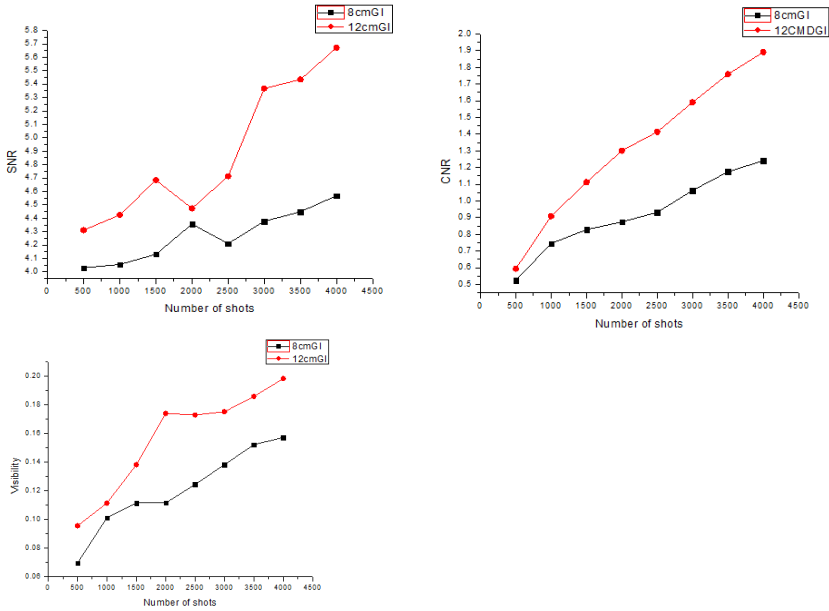 8cmGI
12cmGI
5.8
5.7
5.6
5.5
5.4
5.3
5.2
5.1
5.0
4.9
4.8
4.7
4.6
4.5
4.4
4.3
4.2
4.1
4.0
SNR
0 500 1000 1500 2000 2500 3000 3500 4000 4500
Number of shots
8cmGI
12CMDGI
2.0
1.9
1.8
1.7
1.6
1.5
1.4
1.3
1.2
1.1
1.0
0.9
0.8
0.7
0.6
0.5
CNR
0 500 1000 1500 2000 2500 3000 3500 4000 4500
Number of shots
8cmGI
12cmGI
0.20
0.18
0.16
0.14
0.12
0.10
0.08
0.06
Visibility
0 500 1000 1500 2000 2500 3000 3500 4000 4500
Number of shots